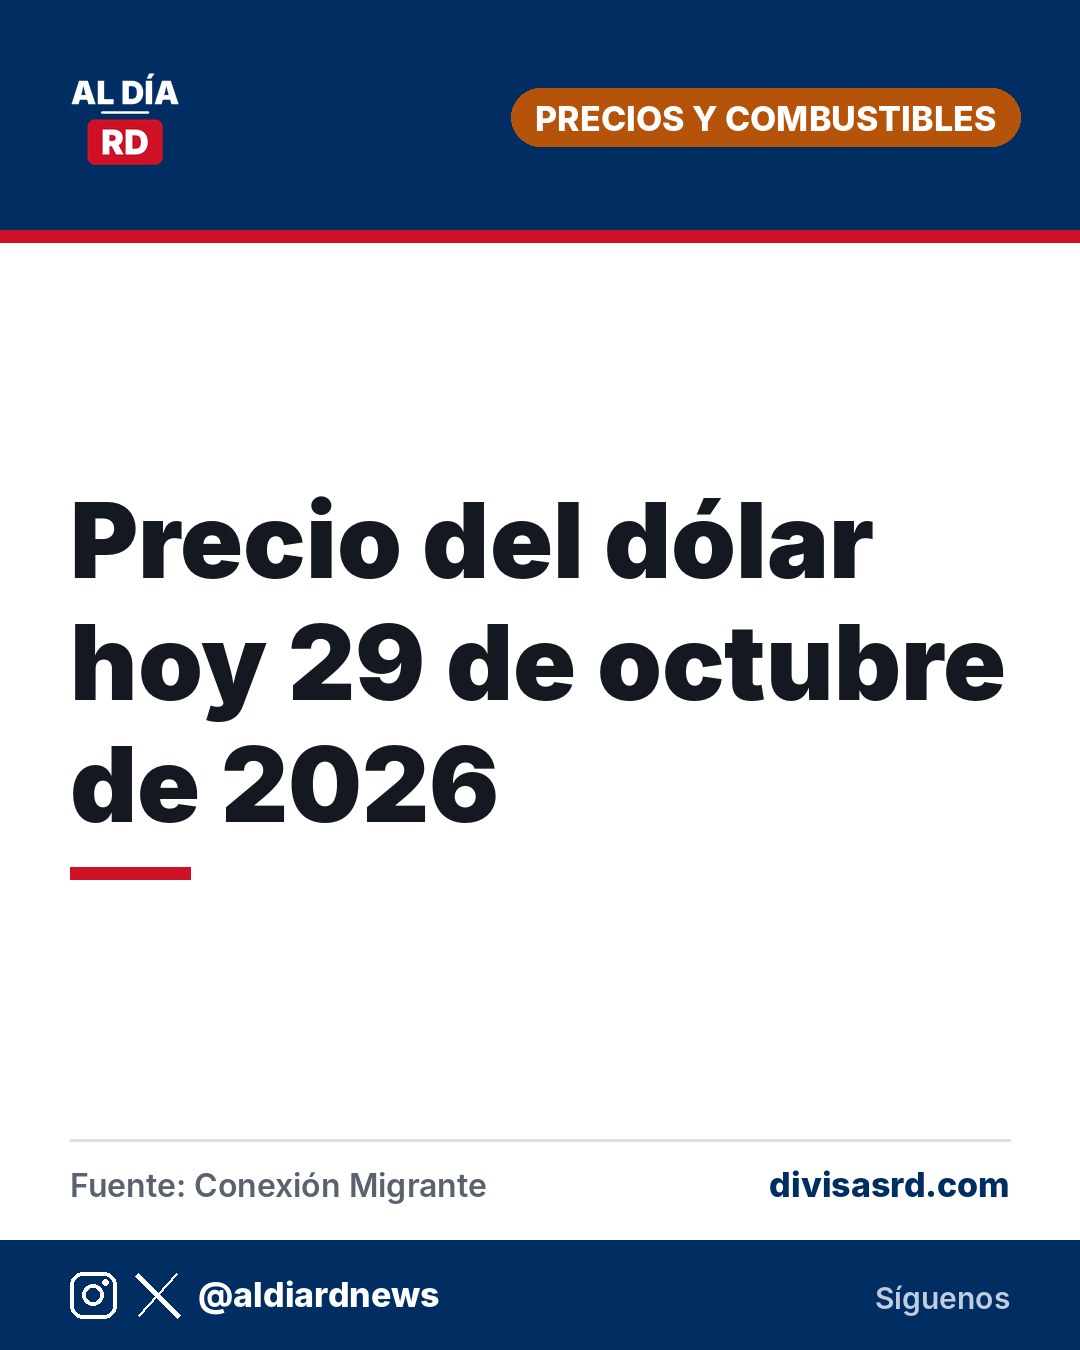 AL DÍA
RD
PRECIOS Y COMBUSTIBLES
Precio del dólar
hoy 29 de octubre
de 2026
Fuente: Conexión Migrante
divisasrd.com
@aldiardnews
Síguenos